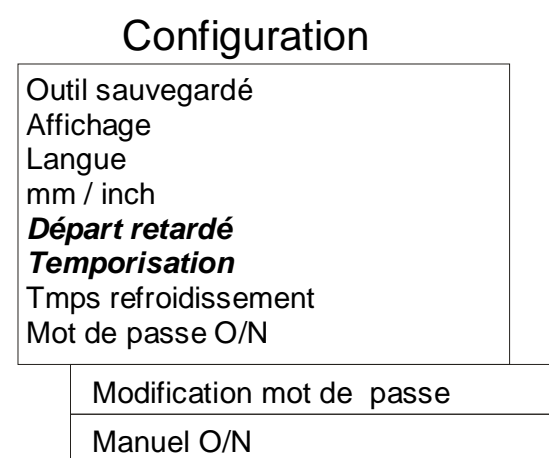 Configuration
Outil sauvegardé
Affichage
Langue
mm / inch
Départ retardé
Temporisation
Tmps refroidissement
Mot de passe O/N
Modification mot de passe
Manuel O/N